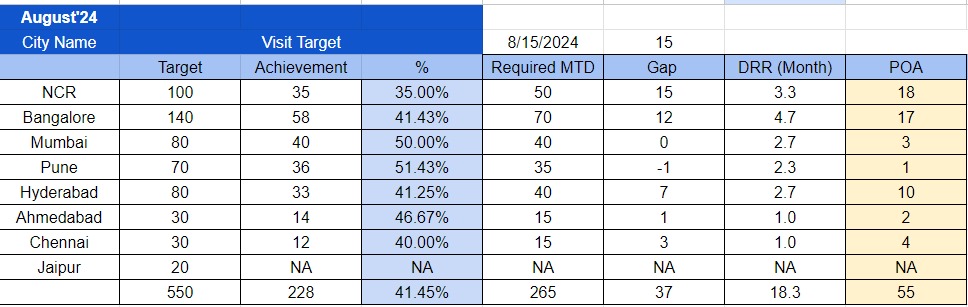 August'24
City Name Visit Target 8/15/2024 15
Target Achievement % Required MTD Gap DRR (Month) POA
NCR 100 35 35.00% 50 15 3.3 18
Bangalore 140 58 41.43% 70 12 4.7 17
Mumbai 80 40 50.00% 40 0 2.7 3
Pune 70 36 51.43% 35 -1 2.3 1
Hyderabad 80 33 41.25% 40 7 2.7 10
Ahmedabad 30 14 46.67% 15 1 1.0 2
Chennai 30 12 40.00% 15 3 1.0 4
Jaipur 20 NA NA NA NA NA NA
550 228 41.45% 265 37 18.3 55